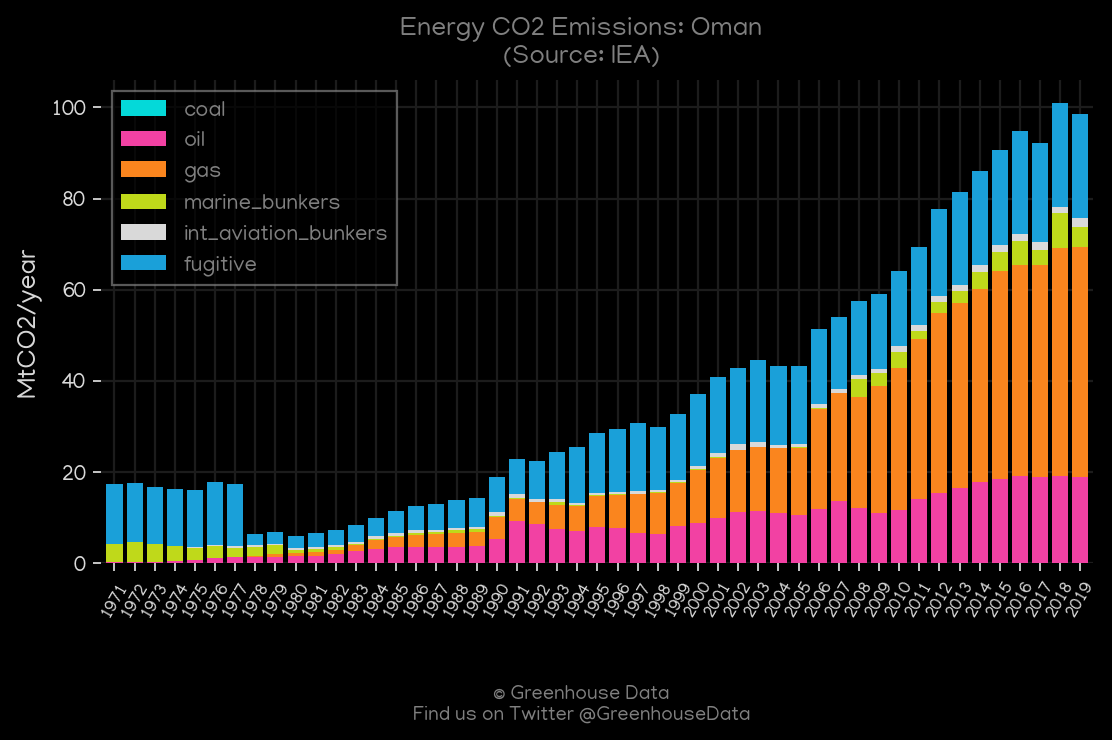 Energy CO2 Emissions: Oman
(Source: IEA)
MtCO2/year
100
80
60
40
20
0
coal
oil
gas
marine_bunkers
int_aviation_bunkers
fugitive
1971 1972 1973 1974 1975 1976 1977 1978 1979 1980 1981 1982 1983 1984 1985 1986 1987 1988 1989 1990 1991 1992 1993 1994 1995 1996 1997 1998 1999 2000 2001 2002 2003 2004 2005 2006 2007 2008 2009 2010 2011 2012 2013 2014 2015 2016 2017 2018 2019
© Greenhouse Data
Find us on Twitter @GreenhouseData